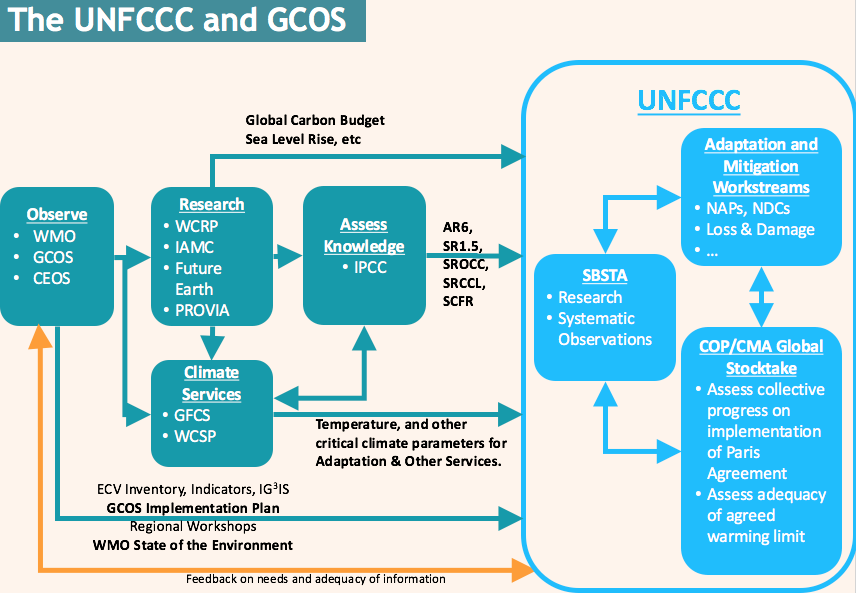 The UNFCCC and GCOS
UNFCCC
Global Carbon Budget
Sea Level Rise, etc
Observe
• WMO
• GCOS
• CEOS
Research
• WCRP
• IAMC
• Future
Earth
• PROVIA
Assess
Knowledge
• IPCC
AR6,
SR1.5,
SROCC,
SRCCL,
SCFR
Climate
Services
• GFCS
• WCSP
Temperature, and other
critical climate parameters for
Adaptation & Other Services.
SBSTA
• Research
• Systematic
Observations
Adaptation and
Mitigation
Workstreams
• NAPs, NDCs
• Loss & Damage
• ...
COP/CMA Global
Stocktake
• Assess collective
progress on
implementation
of Paris
Agreement
• Assess adequacy
of agreed
warming limit
ECV Inventory, Indicators, IG³IS
GCOS Implementation Plan
Regional Workshops
WMO State of the Environment
Feedback on needs and adequacy of information